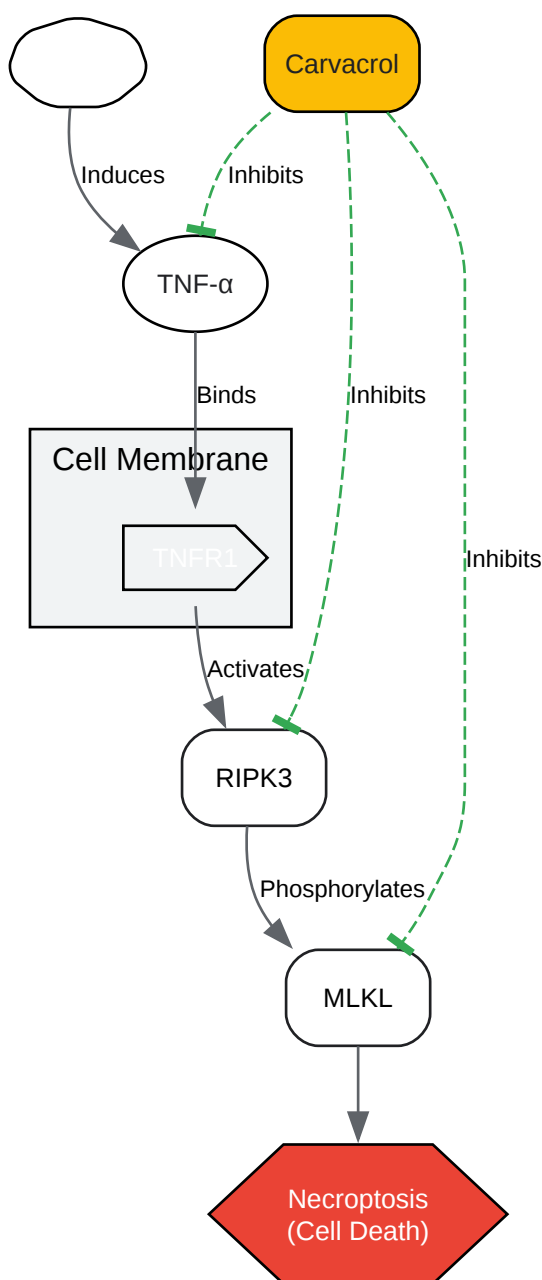 Carvacrol
Induces
Inhibits
TNF-α
Binds
Inhibits
Cell Membrane
TNFR1
Inhibits
Activates
RIPK3
Phosphorylates
MLKL
Necroptosis
(Cell Death)